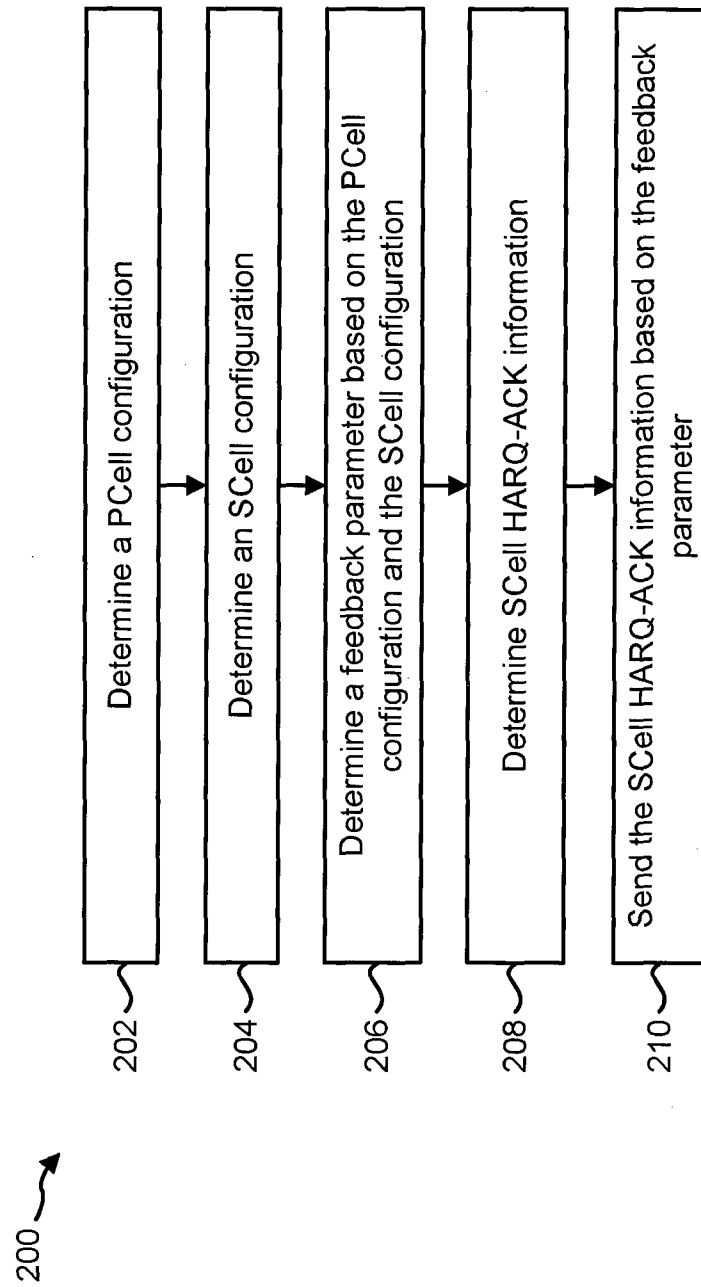 200
202
Determine a PCell configuration
204
Determine an SCell configuration
206
Determine a feedback parameter based on the PCell
configuration and the SCell configuration
208
Determine SCell HARQ-ACK information
210
Send the SCell HARQ-ACK information based on the feedback
parameter